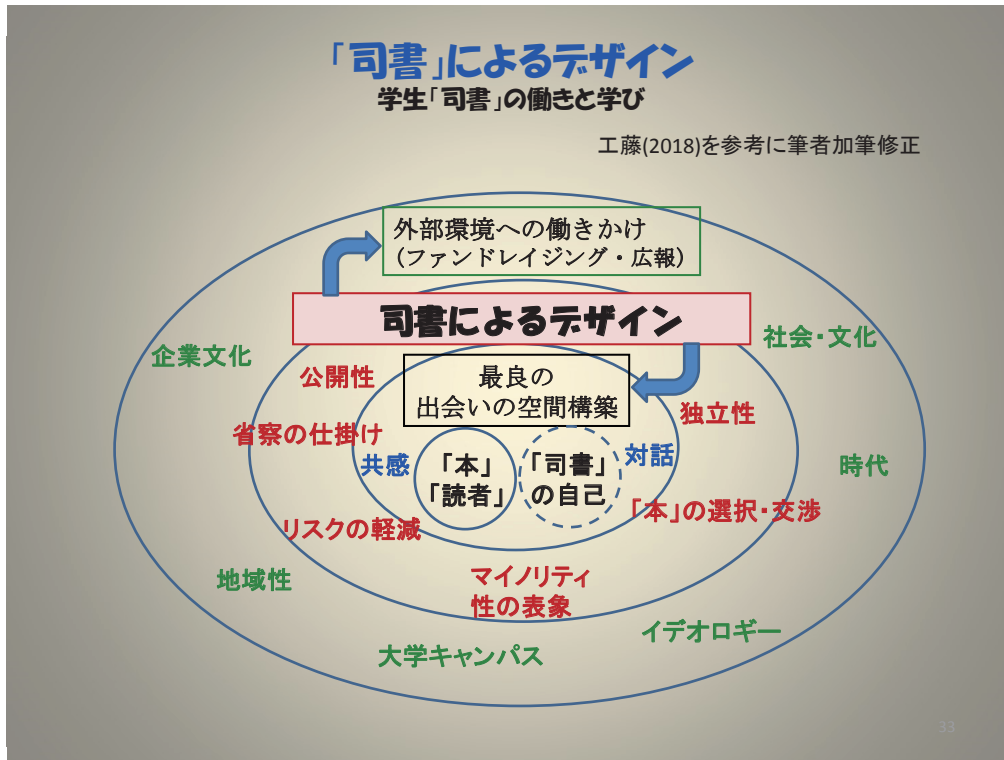 「司書」によるデザイン
学生「司書」の働きと学び
工藤(2018)を参考に筆者加筆修正
外部環境への働きかけ
(ファンドレイジング・広報)
司書によるデザイン
社会・文化
企業文化
公開性
最良の
出会いの空間構築
独立性
省察の仕掛け
共感
「本」
「読者」
「司書」
の自己
対話
時代
「本」の選択・交渉
リスクの軽減
マイノリティ
性の表象
地域性
イデオロギー
大学キャンパス
33